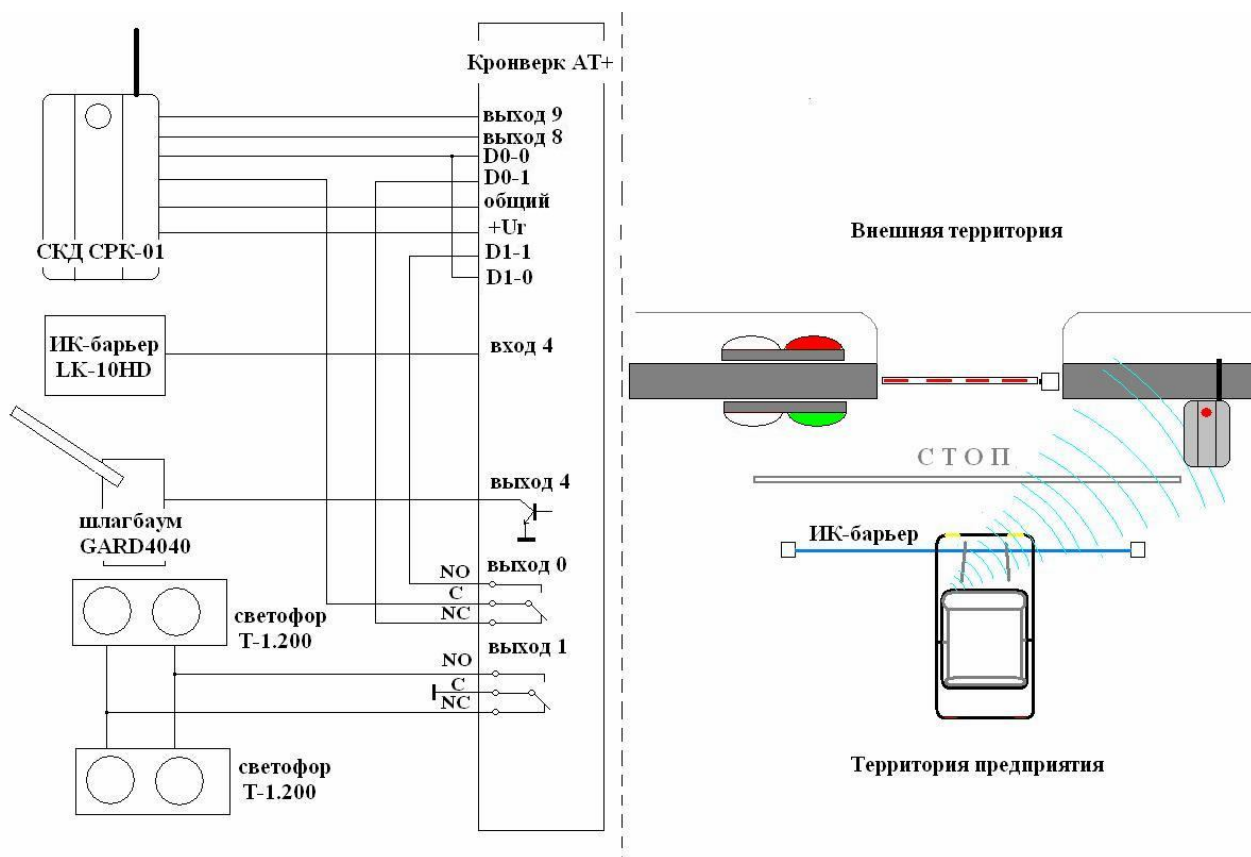 Кронверк АТ+
выход 9
выход 8
D0-0
D0-1
общий
+Ur
D1-1
D1-0
СКД СРК-01
ИК-барьер
LK-10HD
вход 4
выход 4
шлагбаум
GARD4040
выход 0
NO
C
NC
светофор
Т-1.200
выход 1
NO
C
NC
светофор
Т-1.200
Внешняя территория
С Т О П
ИК-барьер
Территория предприятия